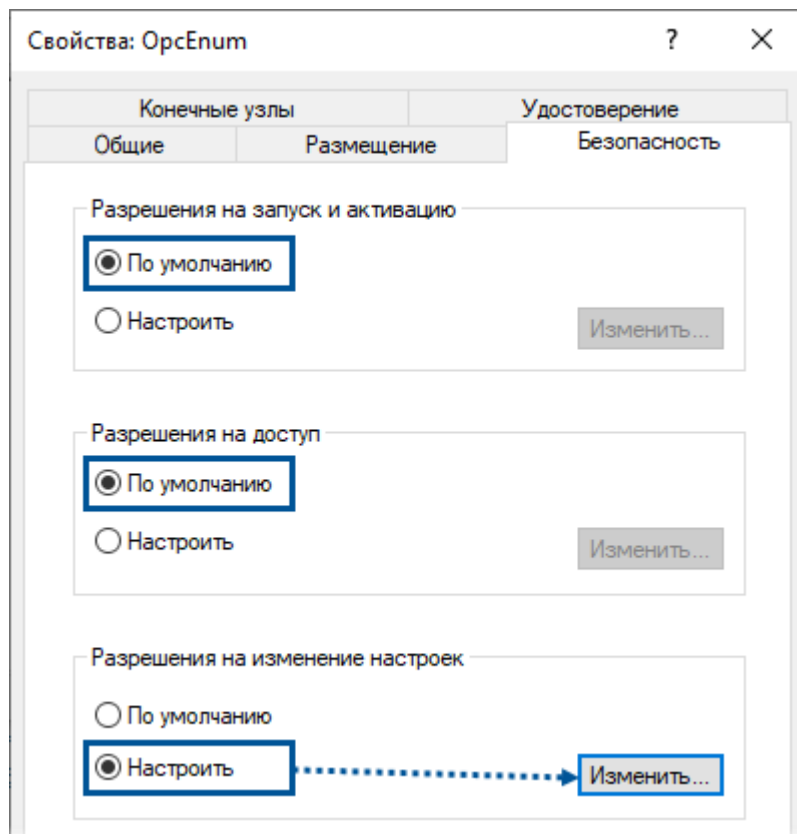 Свойства: OpcEnum
?
Конечные узлы
Удостоверение
Общие
Размещение
Безопасность
Разрешения на запуск и активацию
По умолчанию
Настроить
Изменить...
Разрешения на доступ
По умолчанию
Настроить
Изменить...
Разрешения на изменение настроек
По умолчанию
Настроить
Изменить...